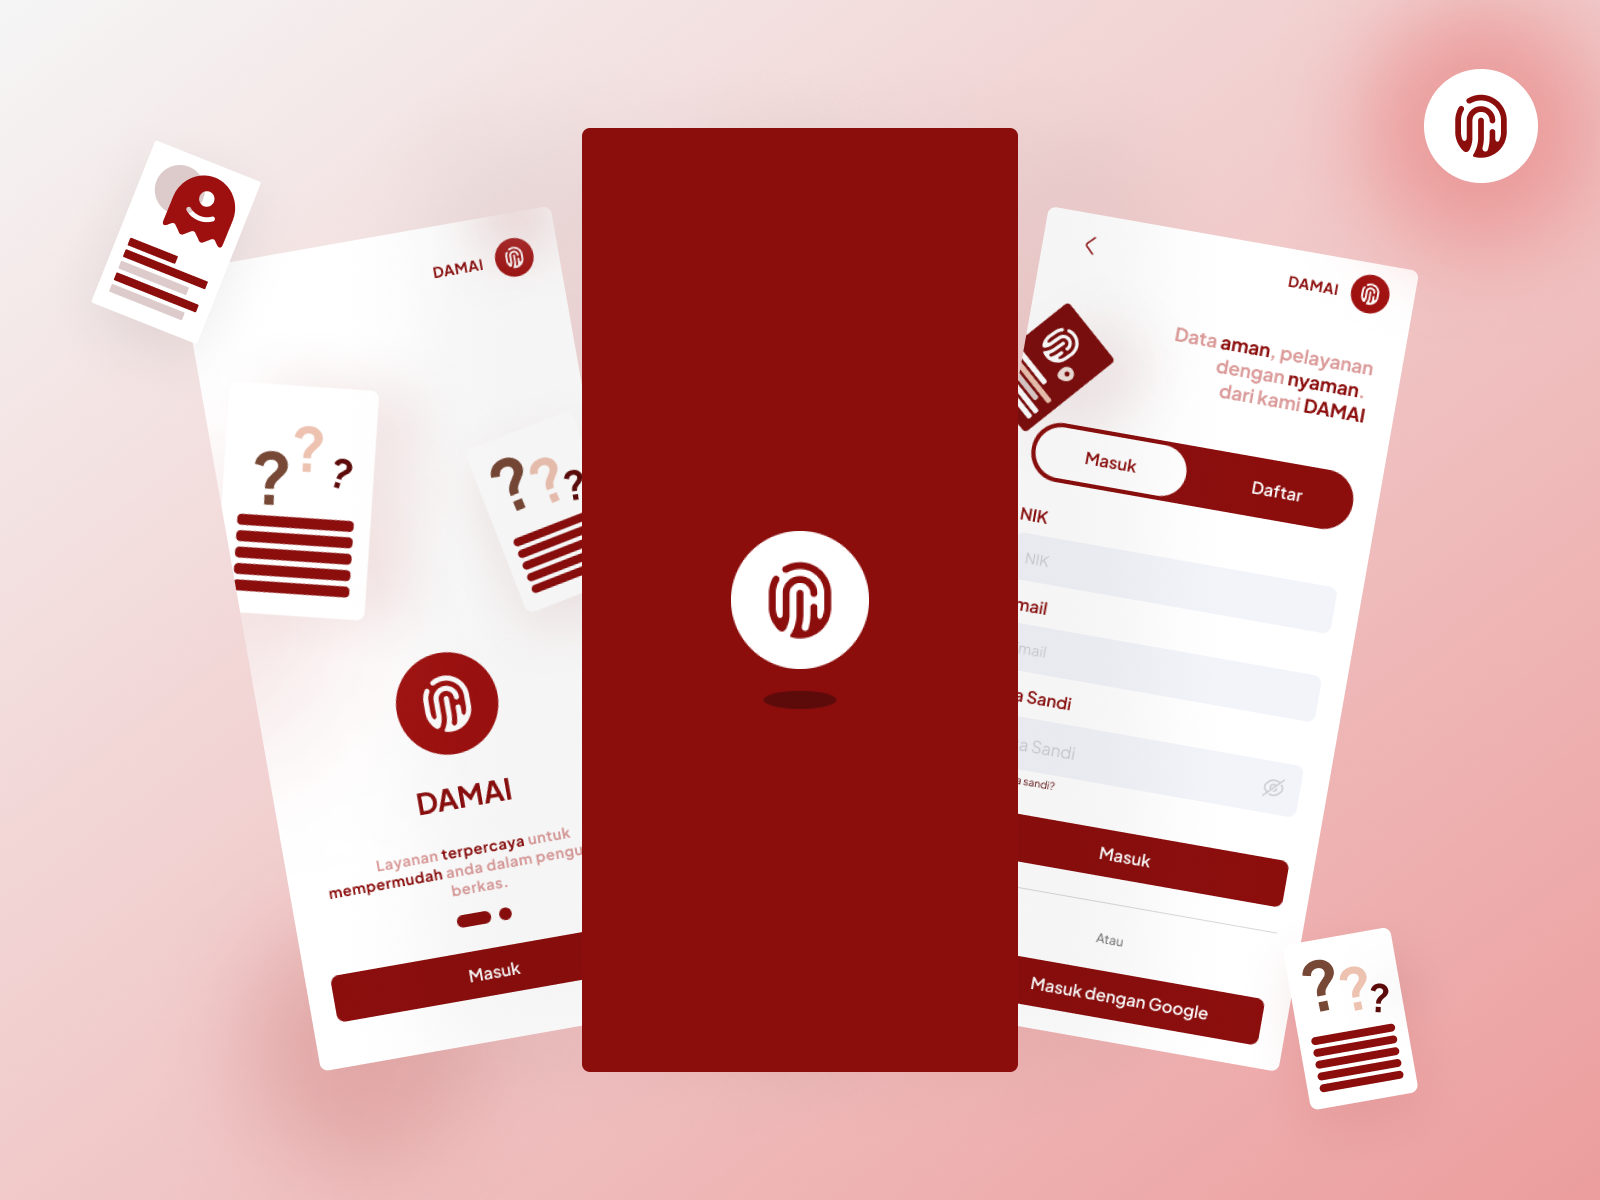 DAMAI
? ? ?
? ? ?
DAMAI
Layanan terpercaya untuk
mempermudah anda dalam pengu
berkas.
Masuk
DAMAI
Data aman, pelayanan
dengan nyaman.
dari kami DAMAI
Masuk
Daftar
NIK
NIK
mail
mail
a Sandi
a Sandi
a sandi?
Masuk
Atau
Masuk dengan Google
? ? ?